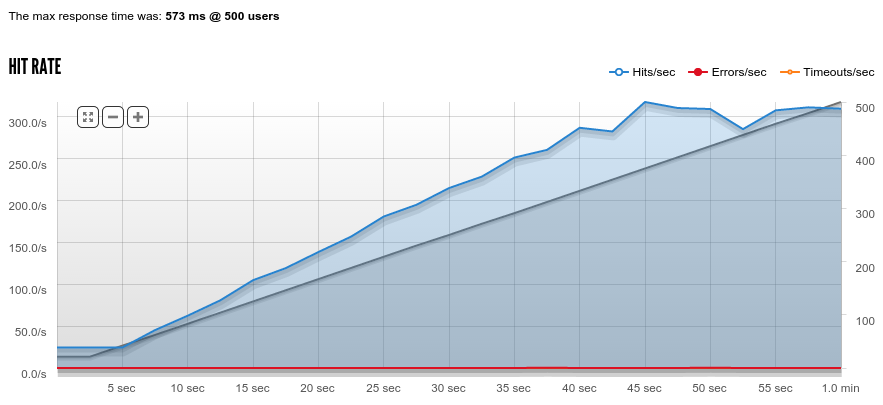 The max response time was: 573 ms @ 500 users
HIT RATE
Hits/sec Errors/sec Timeouts/sec
300.0/s
250.0/s
200.0/s
150.0/s
100.0/s
50.0/s
0.0/s
500
400
300
200
100
5 sec 10 sec 15 sec 20 sec 25 sec 30 sec 35 sec 40 sec 45 sec 50 sec 55 sec 1.0 min